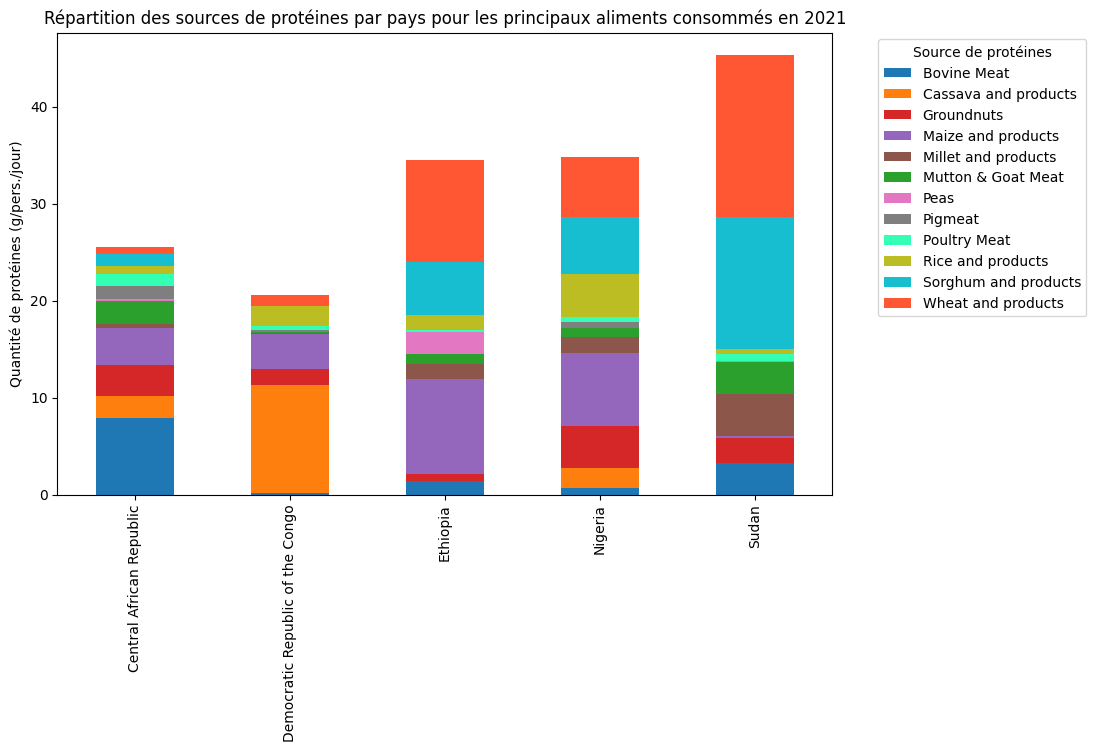 Répartition des sources de protéines par pays pour les principaux aliments consommés en 2021
Quantité de protéines (g/pers./jour)
40
30
20
10
0
Central African Republic
Democratic Republic of the Congo
Ethiopia
Nigeria
Sudan
Source de protéines
Bovine Meat
Cassava and products
Groundnuts
Maize and products
Millet and products
Mutton & Goat Meat
Peas
Pigmeat
Poultry Meat
Rice and products
Sorghum and products
Wheat and products